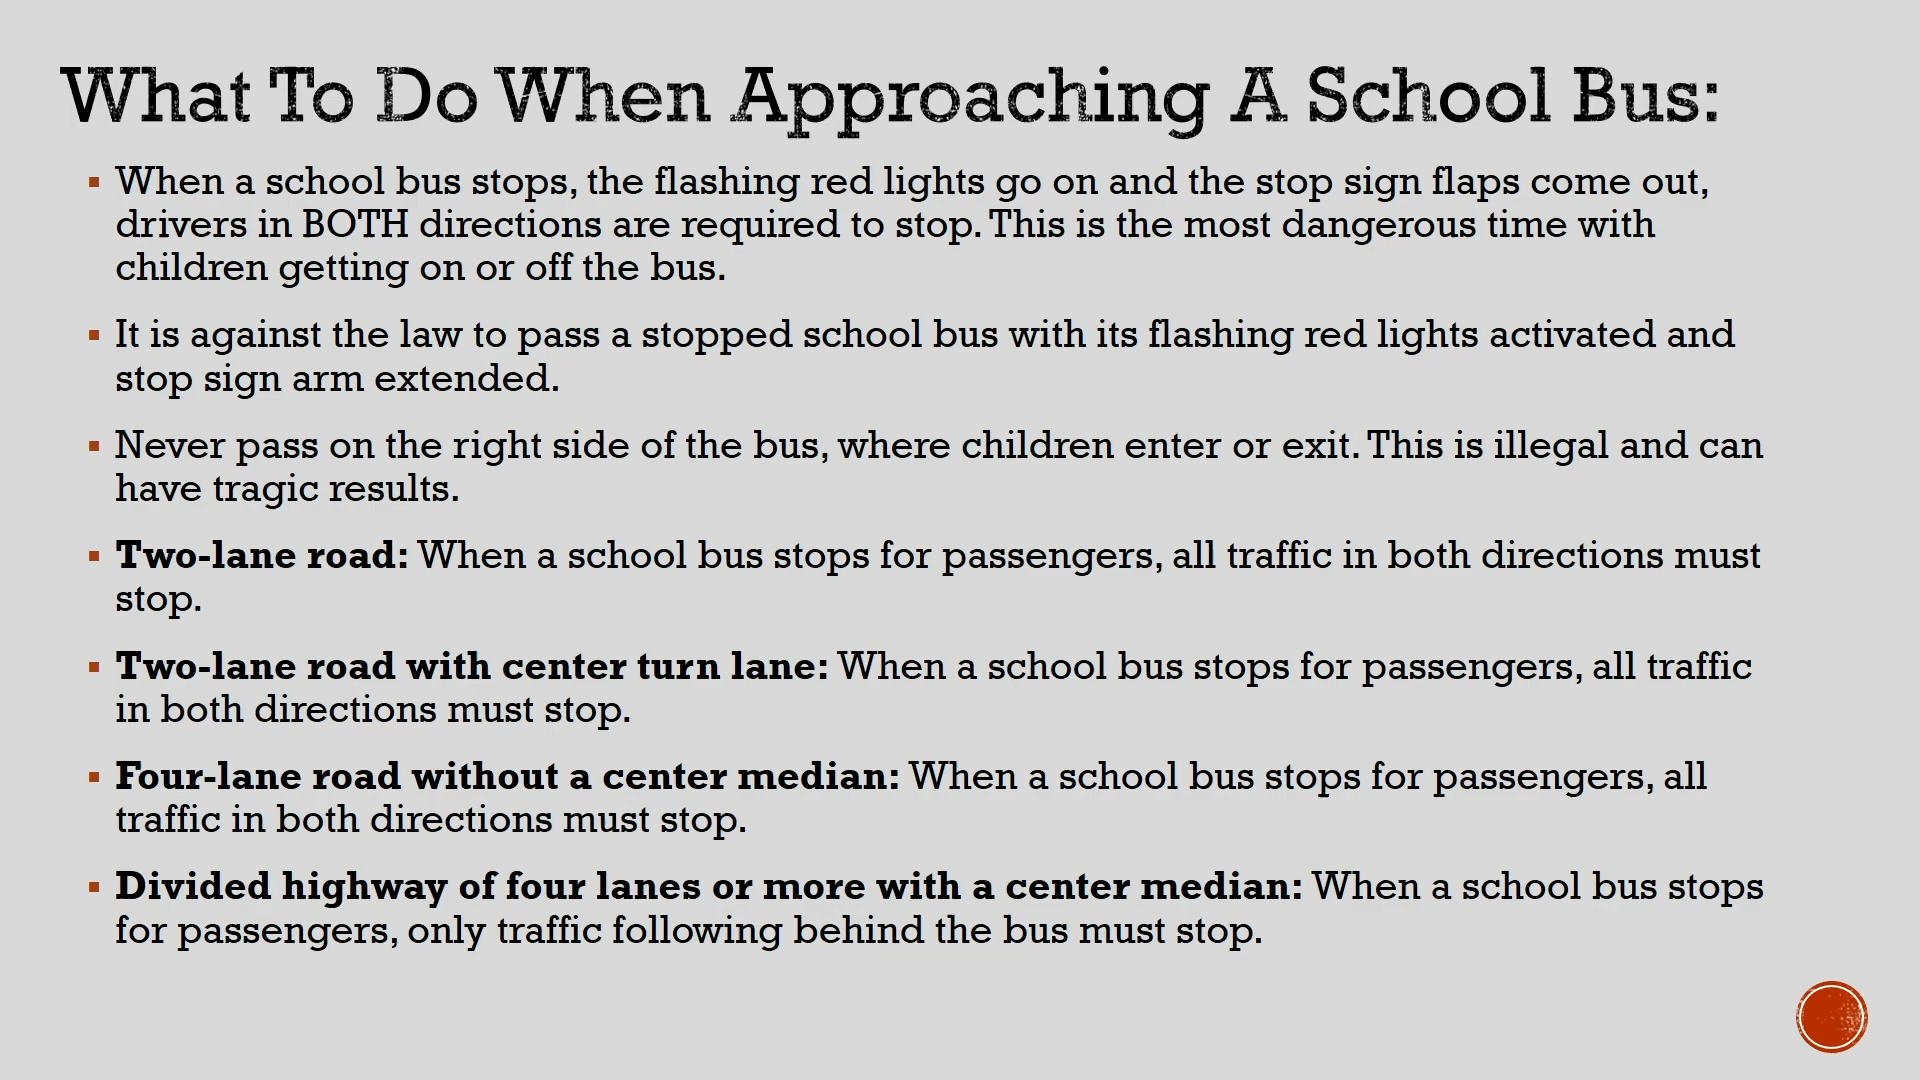 What To Do When Approaching A School Bus:
When a school bus stops, the flashing red lights go on and the stop sign flaps come out,
drivers in BOTH directions are required to stop. This is the most dangerous time with
children getting on or off the bus.
It is against the law to pass a stopped school bus with its flashing red lights activated and
stop sign arm extended.
Never pass on the right side of the bus, where children enter or exit. This is illegal and can
have tragic results.
Two-lane road: When a school bus stops for passengers, all traffic in both directions must
stop.
Two-lane road with center turn lane: When a school bus stops for passengers, all traffic
in both directions must stop.
Four-lane road without a center median: When a school bus stops for passengers, all
traffic in both directions must stop.
Divided highway of four lanes or more with a center median: When a school bus stops
for passengers, only traffic following behind the bus must stop.